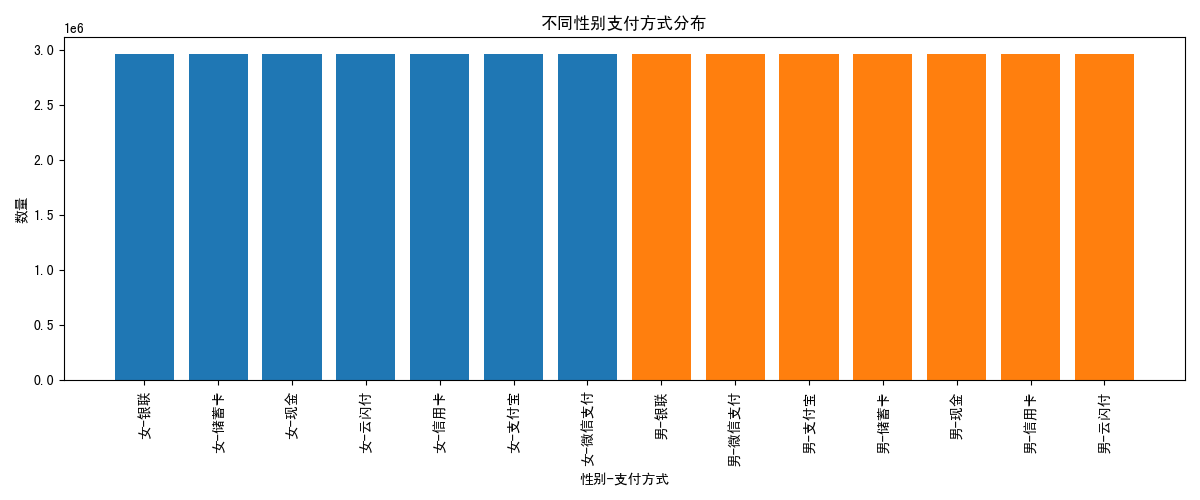 不同性别支付方式分布
1e6
3.0
2.5
2.0
1.5
1.0
0.5
0.0
数量
女-银联
女-储蓄卡
女-现金
女-云闪付
女-信用卡
女-支付宝
女-微信支付
男-银联
男-微信支付
男-支付宝
男-储蓄卡
男-现金
男-信用卡
男-云闪付
性别-支付方式